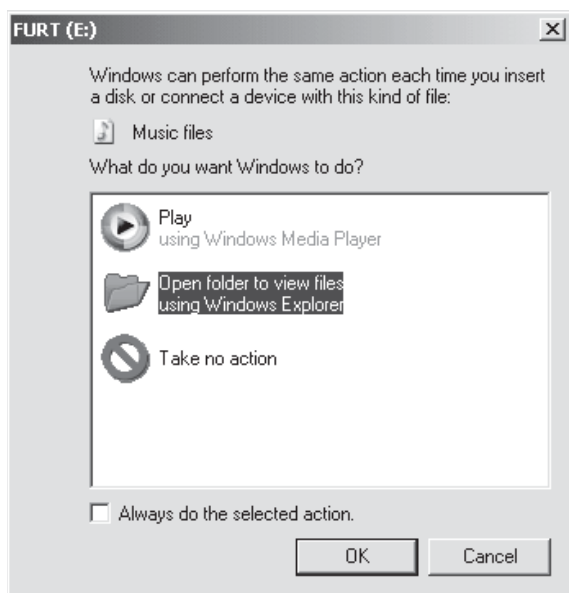 FURT (E:)
Windows can perform the same action each time you insert
a disk or connect a device with this kind of file:
Music files
What do you want Windows to do?
Play
using Windows Media Player
Open folder to view files
using Windows Explorer
Take no action
Always do the selected action.
OK Cancel